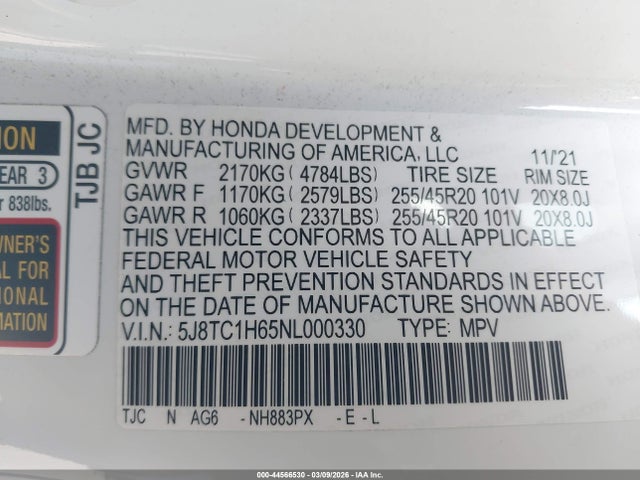 ION
EAR 3
r 838lbs.
WNER'S
AL FOR
IONAL
MATION
TJB JC
MFD. BY HONDA DEVELOPMENT &
MANUFACTURING OF AMERICA, LLC 11/'21
GVWR 2170KG ( 4784LBS) TIRE SIZE RIM SIZE
GAWR F 1170KG ( 2579LBS) 255/45R20 101V 20X8.0J
GAWR R 1060KG ( 2337LBS) 255/45R20 101V 20X8.0J
THIS VEHICLE CONFORMS TO ALL APPLICABLE
FEDERAL MOTOR VEHICLE SAFETY
AND THEFT PREVENTION STANDARDS IN EFFECT
ON THE DATE OF MANUFACTURE SHOWN ABOVE.
V.I.N.: 5J8TC1H65NL000330 TYPE: MPV
TJC N AG6 - NH883PX - E - L
000-44566530 - 03/09/2026 - IAA Inc.